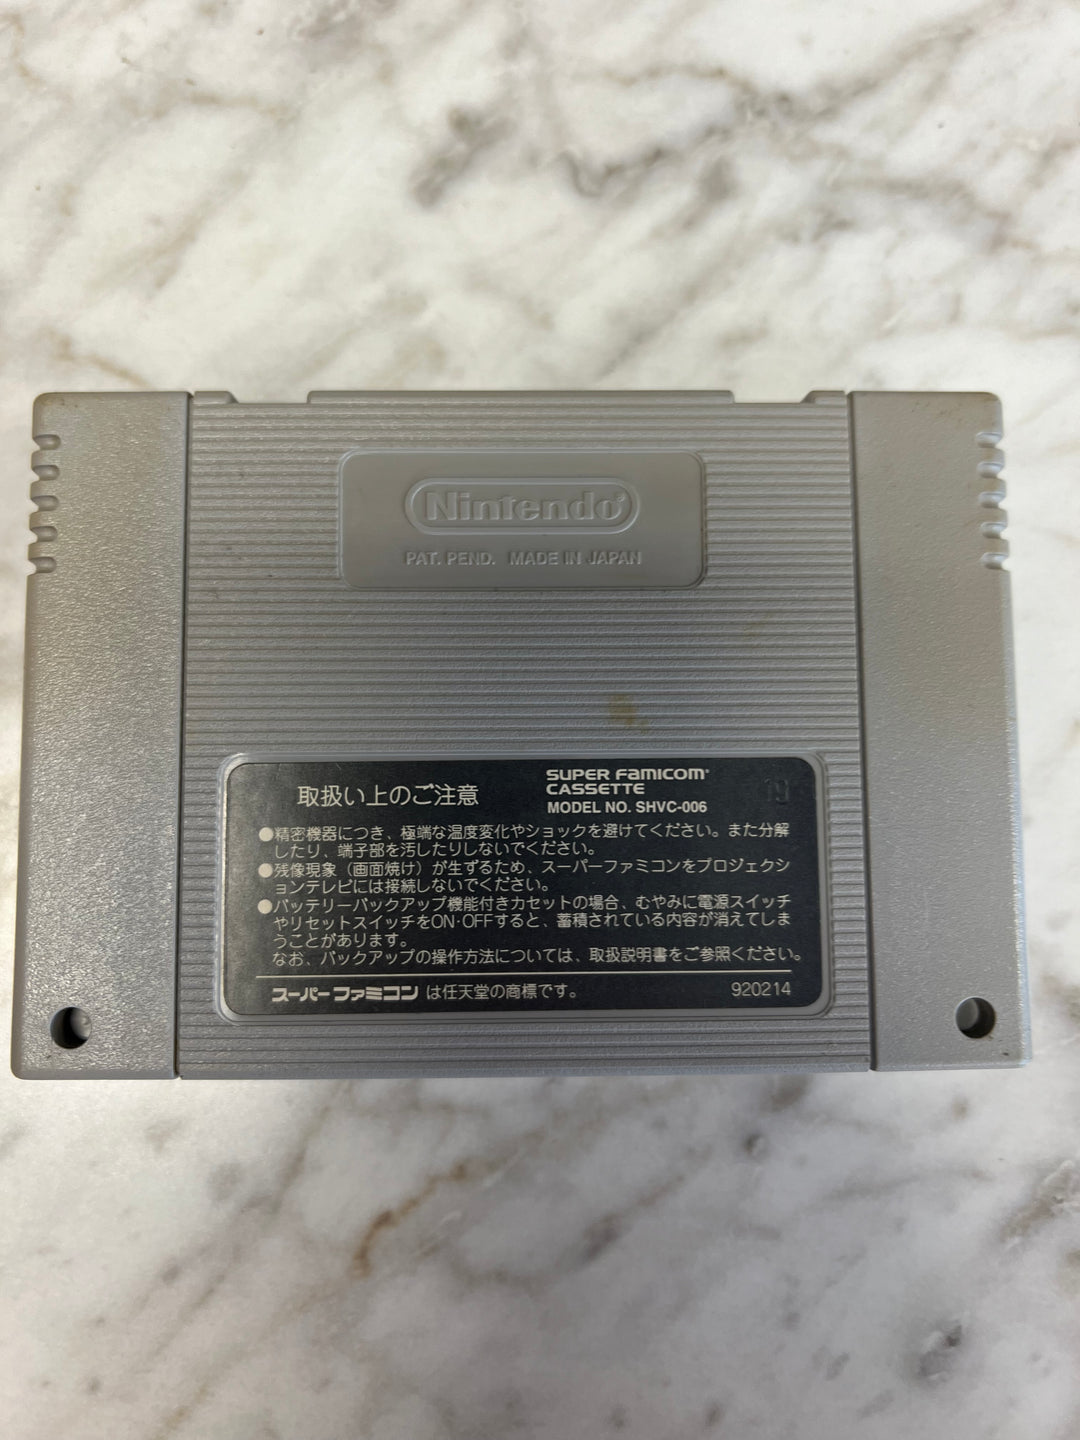 Nintendo®
PAT. PEND. MADE IN JAPAN
取扱い上のご注意
SUPER FAMICOM®
CASSETTE
MODEL NO. SHVC-006
19
●精密機器につき、極端な温度変化やショックを避けてください。また分解
したり、端子部を汚したりしないでください。
●残像現象（画面焼け）が生ずるため、スーパーファミコンをプロジェクシ
ョンテレビには接続しないでください。
●バッテリーバックアップ機能付きカセットの場合、むやみに電源スイッチ
やリセットスイッチをON･OFFすると、蓄積されている内容が消えてしま
うことがあります。
なお、バックアップの操作方法については、取扱説明書をご参照ください。
スーパーファミコン は任天堂の商標です。
920214